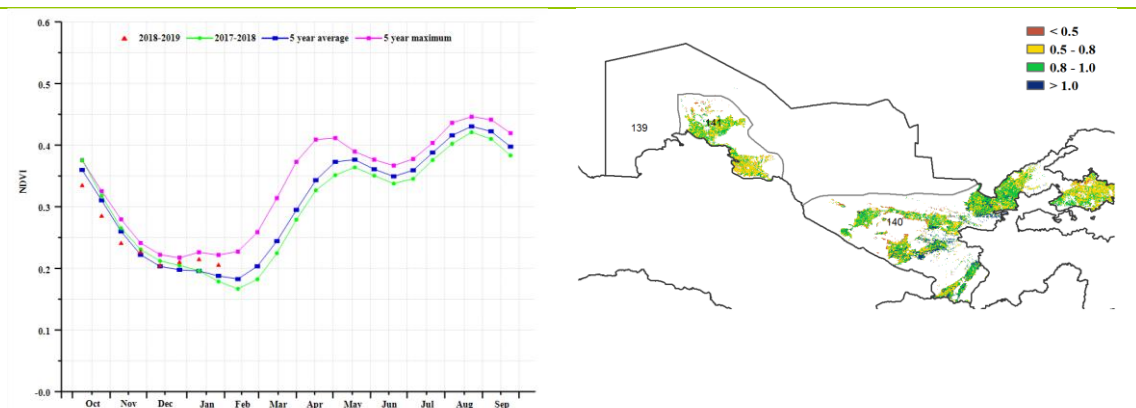 0.6
2018-2019 2017-2018 5 year average 5 year maximum
0.5
0.4
0.3
0.2
0.1
-0.0
NDVI
Oct Nov Dec Jan Feb Mar Apr May Jun Jul Aug Sep
< 0.5
0.5 - 0.8
0.8 - 1.0
> 1.0
139
141
140